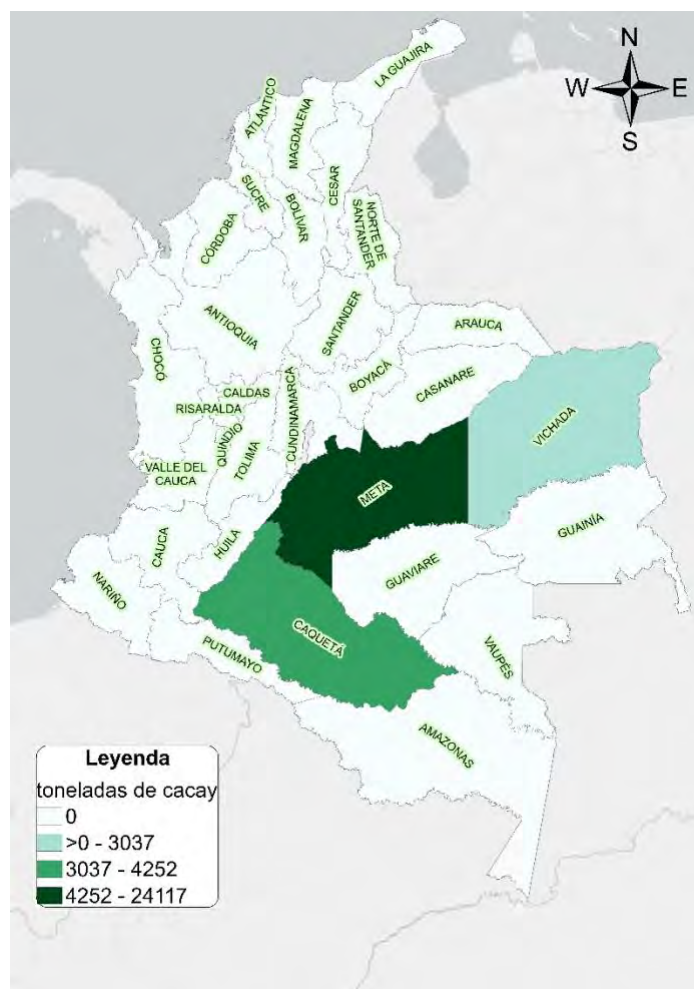 N
W E
S
LA GUAJIRA
ATLÁNTICO
MAGDALENA
CESAR
SUCRE
BOLÍVAR
NORTE DE
SANTANDER
CÓRDOBA
ANTIOQUIA
SANTANDER
ARAUCA
CHOCÓ
BOYACÁ
CASANARE
CALDAS
CUNDINAMARCA
RISARALDA
VICHADA
QUINDIO
TOLIMA
VALLE DEL
CAUCA
META
GUAINÍA
CAUCA
HUILA
GUAVIARE
NARIÑO
CAQUETÁ
VAUPÉS
PUTUMAYO
AMAZONAS
Leyenda
toneladas de cacay
0
>0 - 3037
3037 - 4252
4252 - 24117